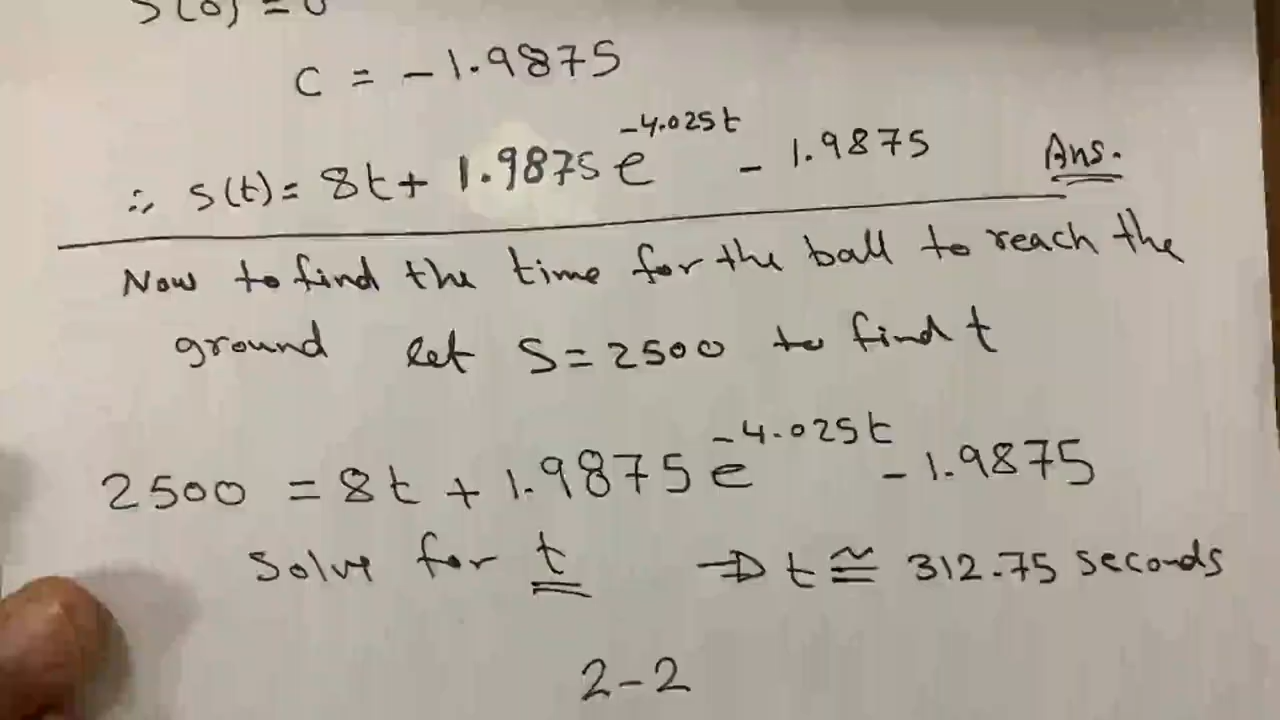 S(0) = 0
C = -1.9875
∴ S(t) = 8t + 1.9875 e^{-4.025t} - 1.9875 Ans.
Now to find the time for the ball to reach the
ground let S = 2500 to find t
2500 = 8t + 1.9875 e^{-4.025t} - 1.9875
Solve for t ⇒ t ≅ 312.75 seconds
2-2